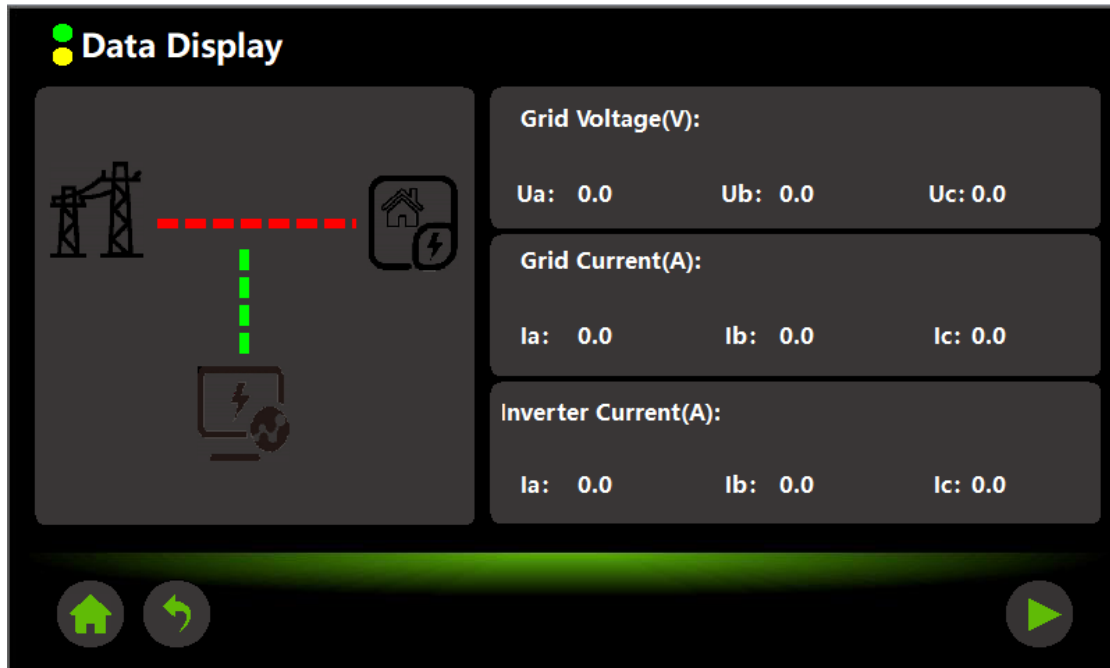 Data Display
Grid Voltage(V):
Ua: 0.0 Ub: 0.0 Uc: 0.0
Grid Current(A):
Ia: 0.0 Ib: 0.0 Ic: 0.0
Inverter Current(A):
Ia: 0.0 Ib: 0.0 Ic: 0.0